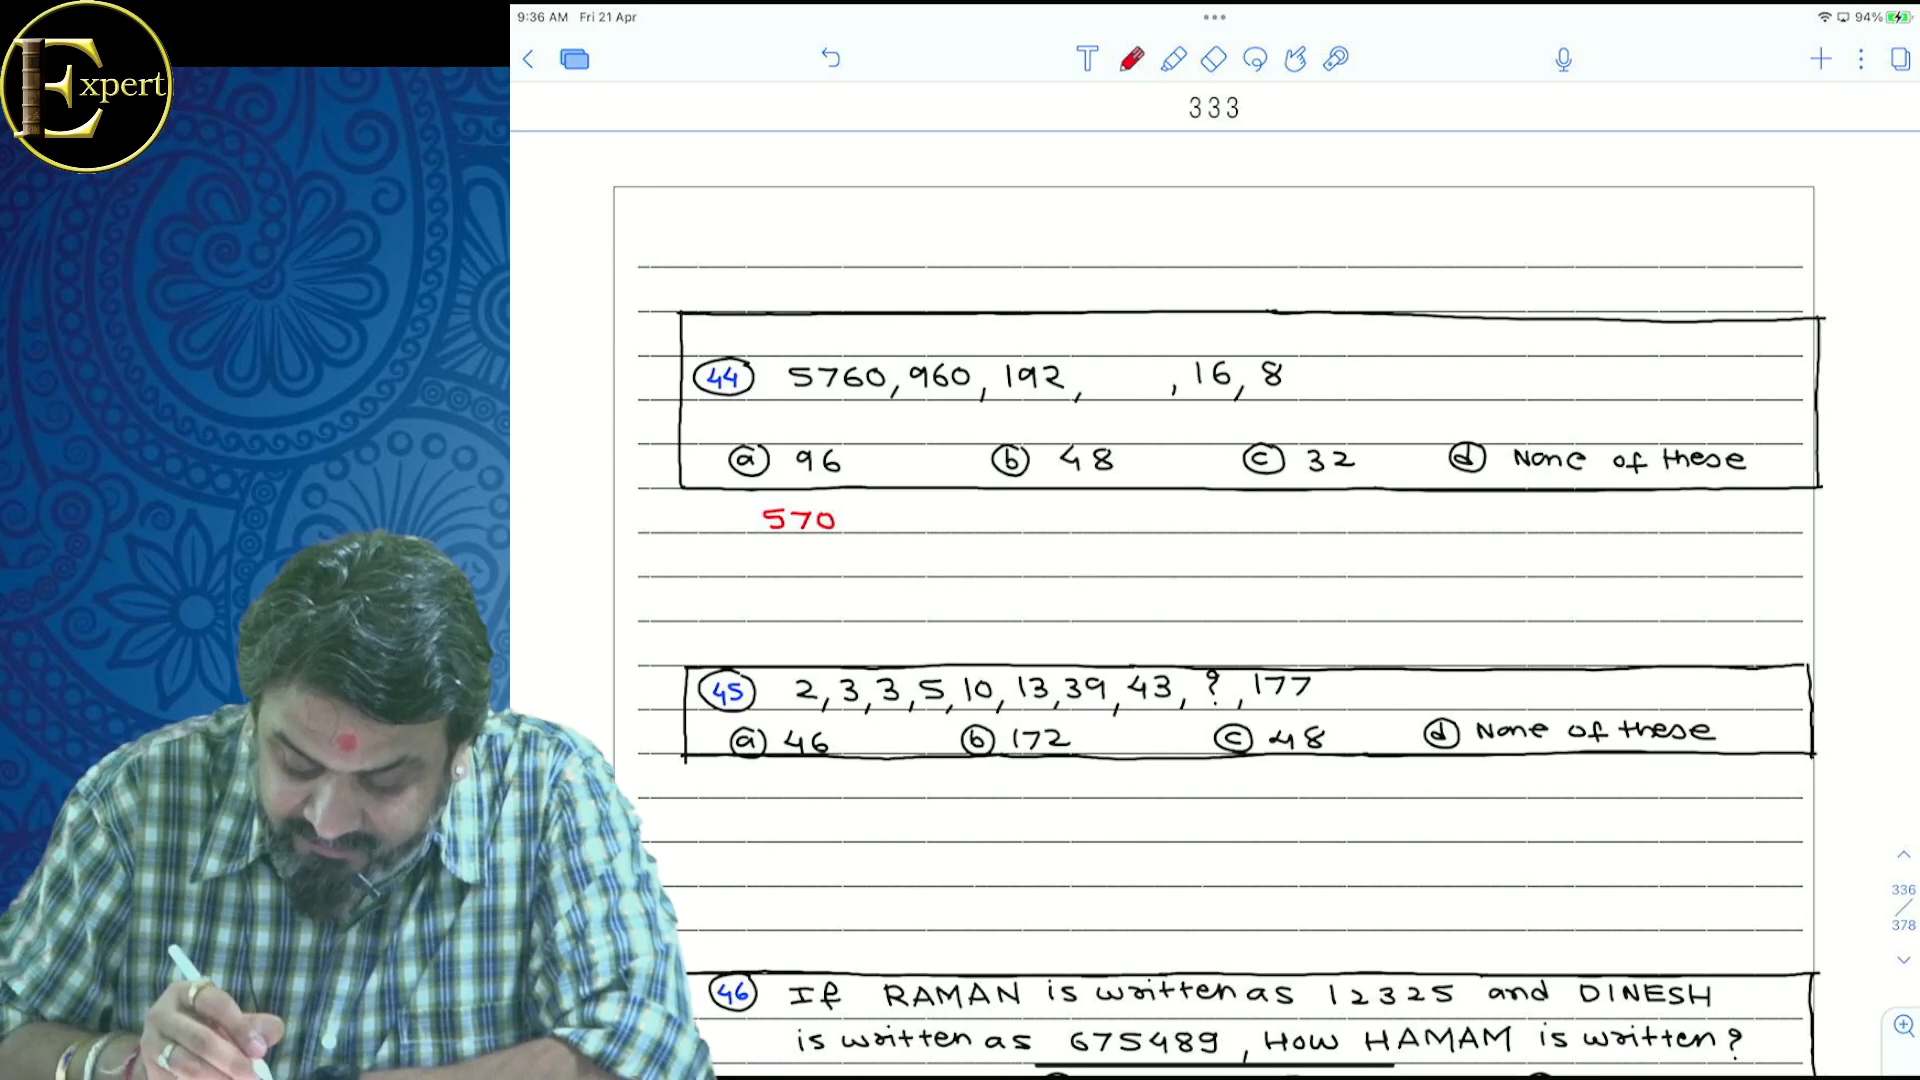 Expert
9:36 AM Fri 21 Apr
94%
333
44 5760, 960, 192, , 16, 8
a 96 b 48 c 32 d None of these
570
45 2, 3, 3, 5, 10, 13, 39, 43, ?, 177
a 46 b 172 c 48 d None of these
336
378
46 If RAMAN is written as 12325 and DINESH
is written as 675489, How HAMAM is written?